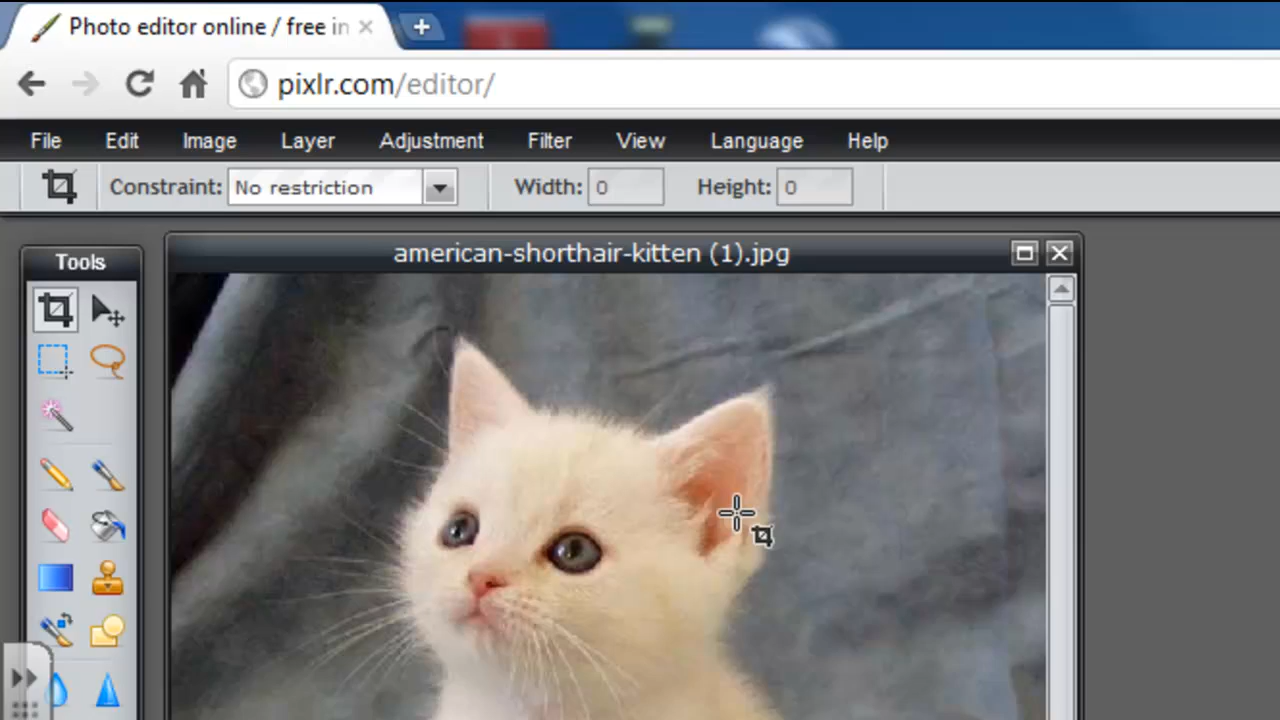 Photo editor online / free in
pixlr.com/editor/
File Edit Image Layer Adjustment Filter View Language Help
Constraint: No restriction Width: 0 Height: 0
Tools
american-shorthair-kitten (1).jpg